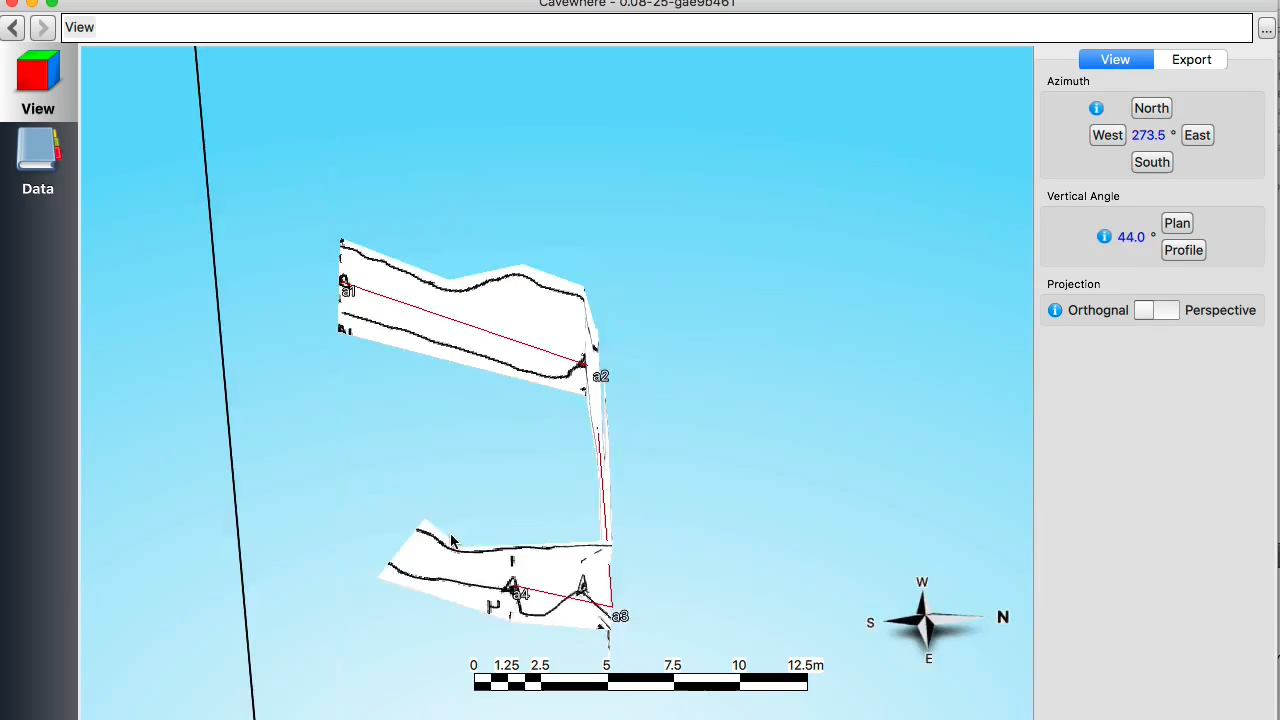 Cavewhere - 0.08-25-gae9b461
View
...
View
Data
View Export
Azimuth
North
West 273.5 ° East
South
Vertical Angle
44.0 ° Plan
Profile
Projection
Orthognal Perspective
a1
a2
a4
a3
W
S N
E
0 1.25 2.5 5 7.5 10 12.5m